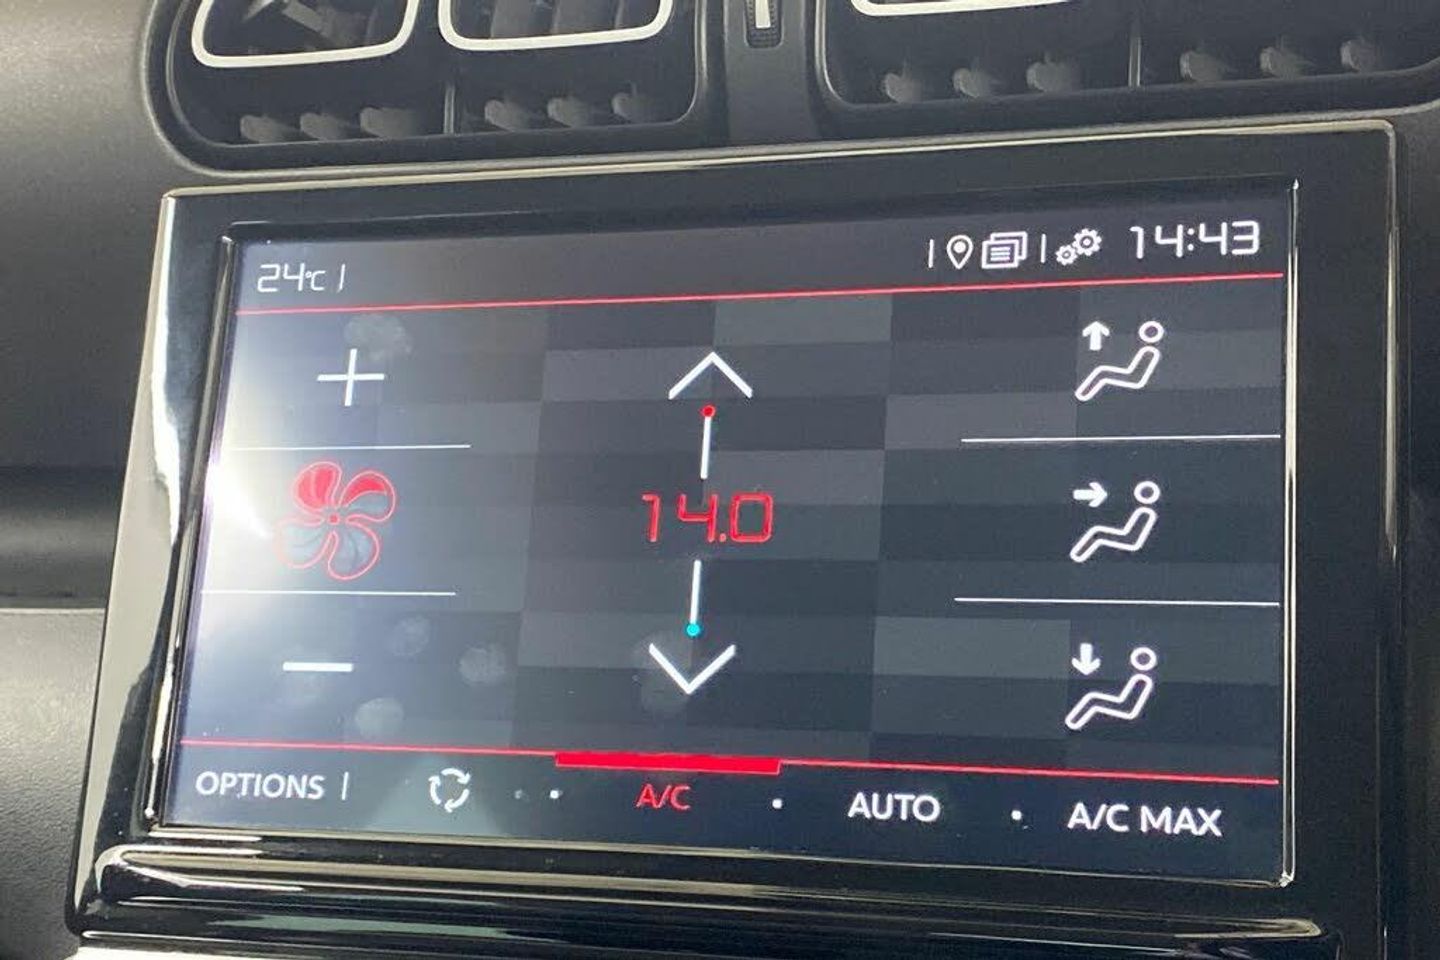 24°C
14:43
14.0
OPTIONS
A/C
AUTO
A/C MAX